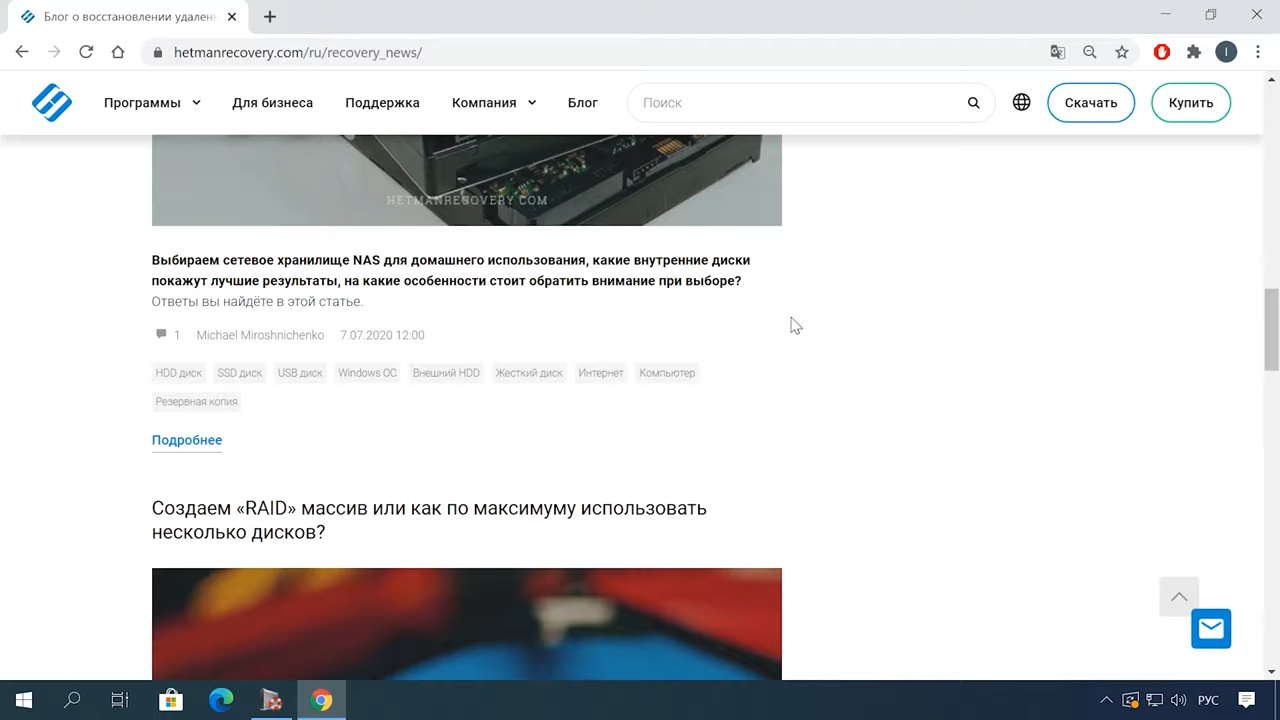 Блог о восстановлении удален
hetmanrecovery.com/ru/recovery_news/
I
Программы
Для бизнеса
Поддержка
Компания
Блог
Поиск
Скачать
Купить
HETMANRECOVERY.COM
Выбираем сетевое хранилище NAS для домашнего использования, какие внутренние диски
покажут лучшие результаты, на какие особенности стоит обратить внимание при выборе?
Ответы вы найдёте в этой статье.
1 Michael Miroshnichenko 7.07.2020 12:00
HDD диск SSD диск USB диск Windows ОС Внешний HDD Жесткий диск Интернет Компьютер
Резервная копия
Подробнее
Создаем «RAID» массив или как по максимуму использовать
несколько дисков?
РУС